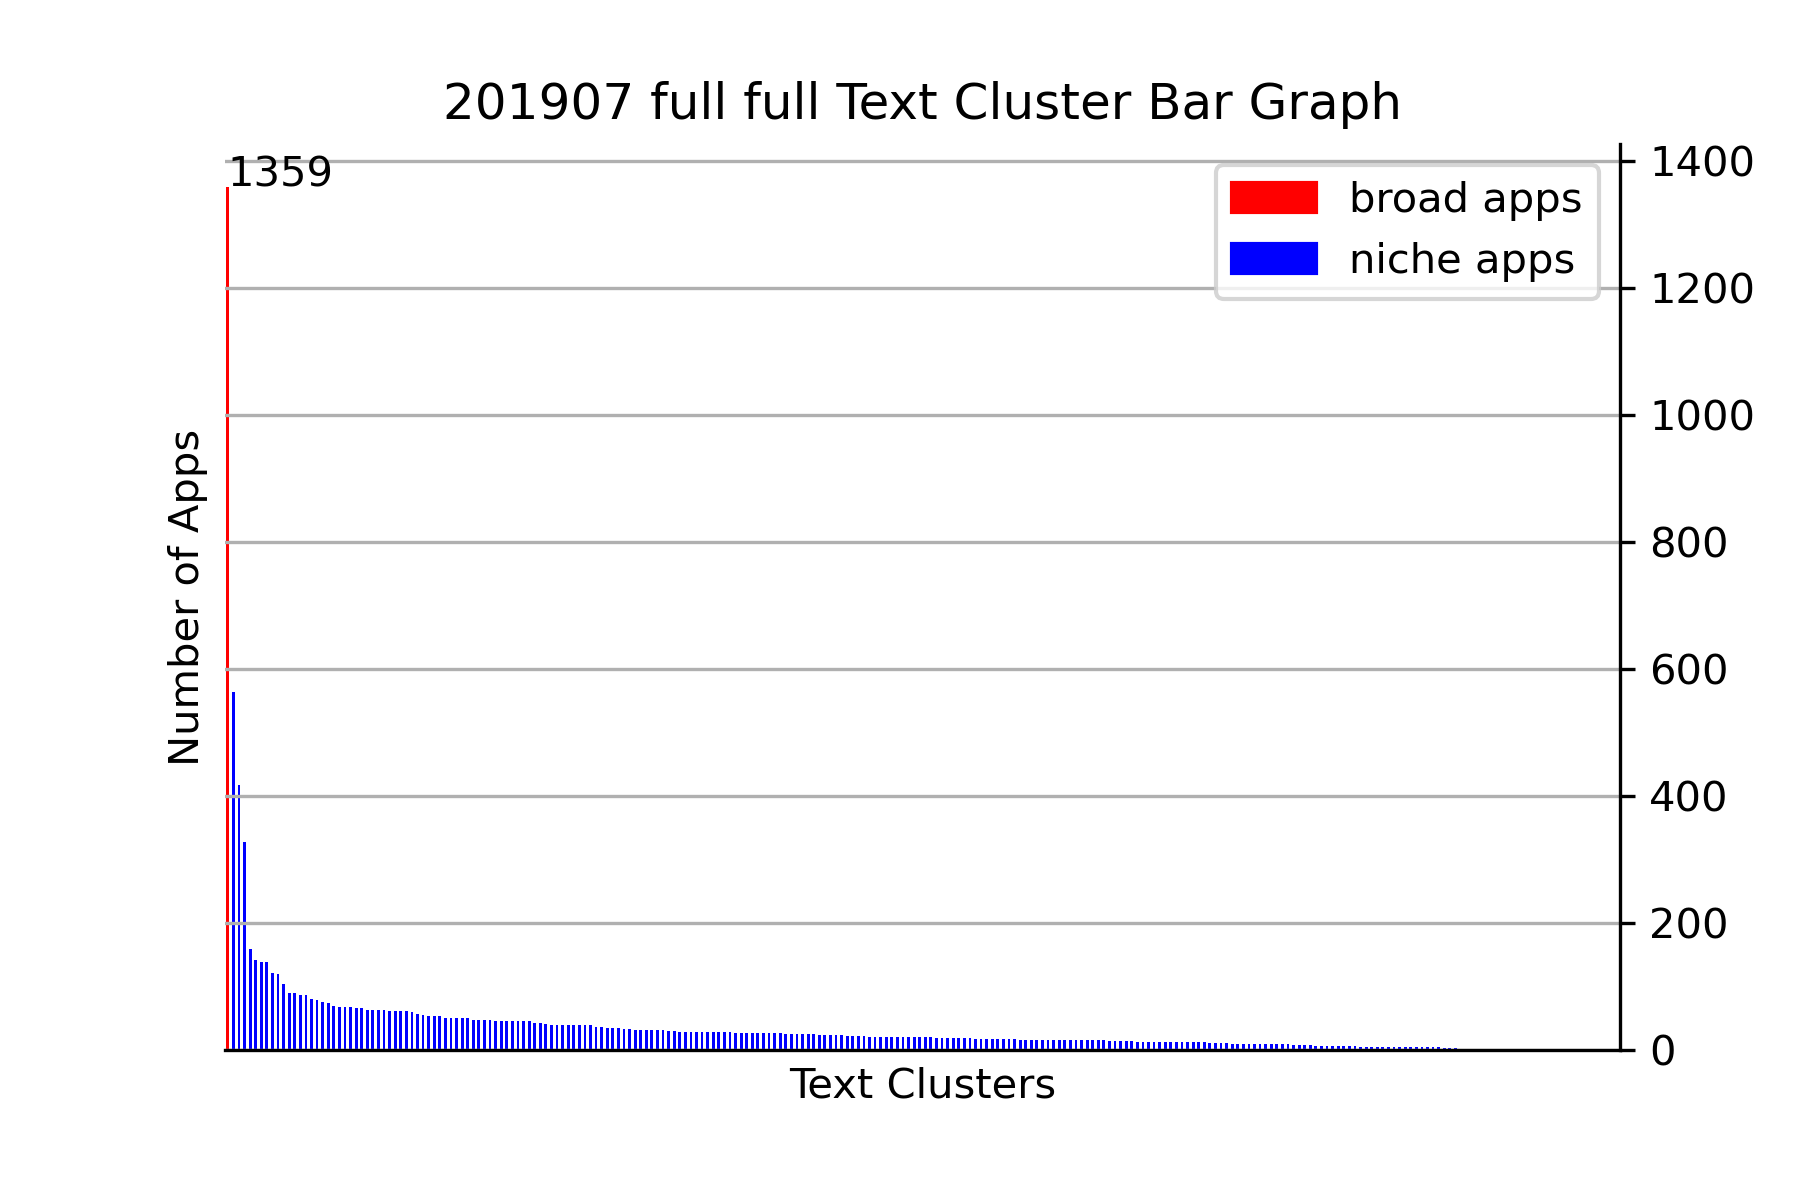 201907 full full Text Cluster Bar Graph
1359
broad apps
niche apps
1400
1200
1000
800
600
400
200
0
Number of Apps
Text Clusters